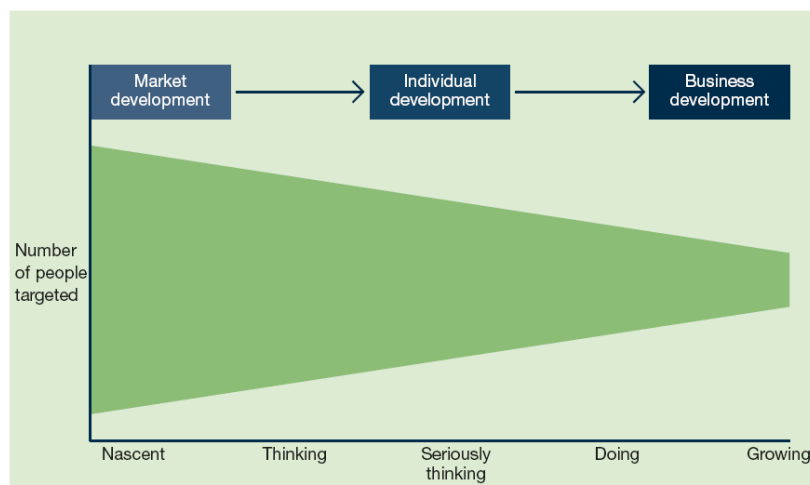 Market
development
Individual
development
Business
development
Number
of people
targeted
Nascent
Thinking
Seriously
thinking
Doing
Growing